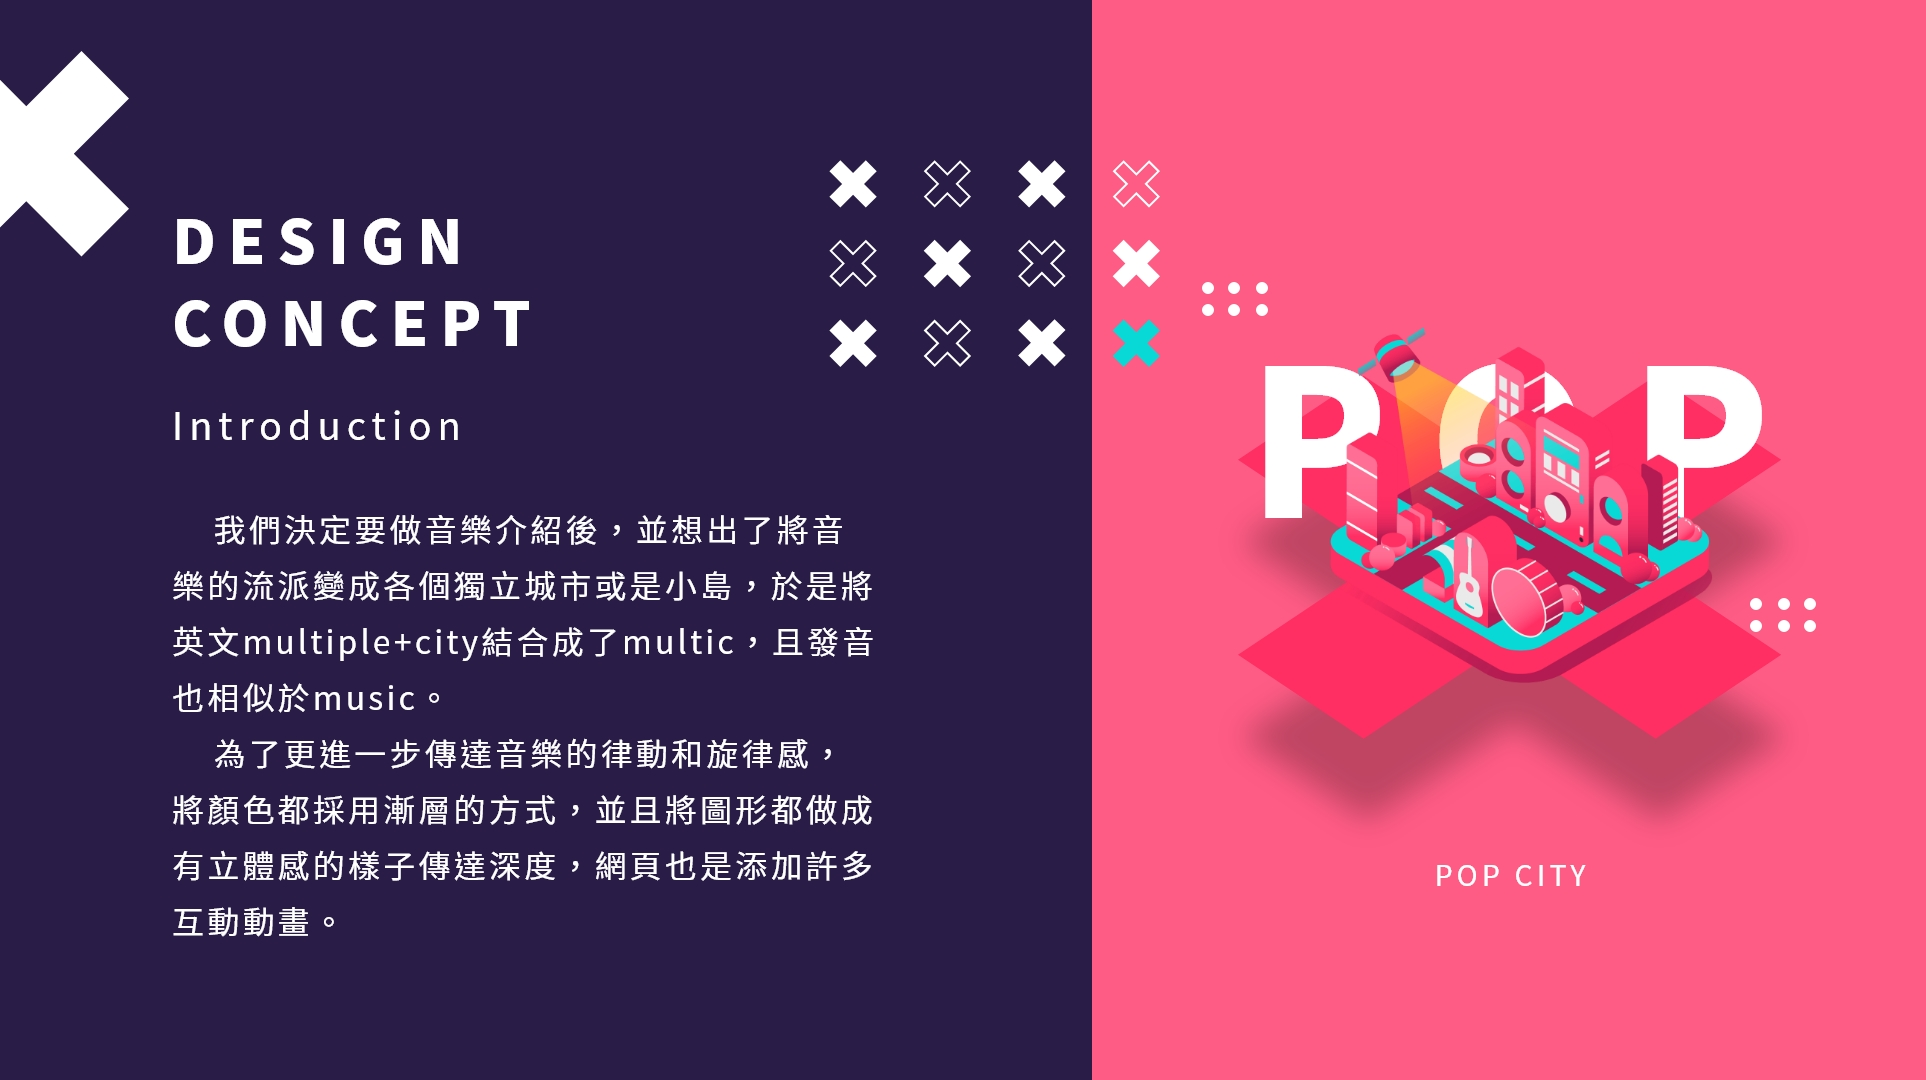 DESIGN
CONCEPT
Introduction
我們決定要做音樂介紹後，並想出了將音
樂的流派變成各個獨立城市或是小島，於是將
英文multiple+city結合成了multic，且發音
也相似於music。
為了更進一步傳達音樂的律動和旋律感，
將顏色都採用漸層的方式，並且將圖形都做成
有立體感的樣子傳達深度，網頁也是添加許多
互動動畫。
POP
POP CITY